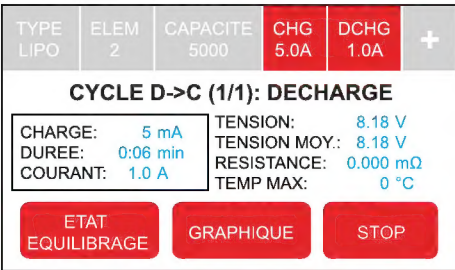 TYPE LIPO
ELEM 2
CAPACITE 5000
CHG 5.0A
DCHG 1.0A
+
CYCLE D->C (1/1): DECHARGE
CHARGE: 5 mA
DUREE: 0:06 min
COURANT: 1.0 A
TENSION: 8.18 V
TENSION MOY.: 8.18 V
RESISTANCE: 0.000 mΩ
TEMP MAX: 0 °C
ETAT
EQUILIBRAGE
GRAPHIQUE
STOP